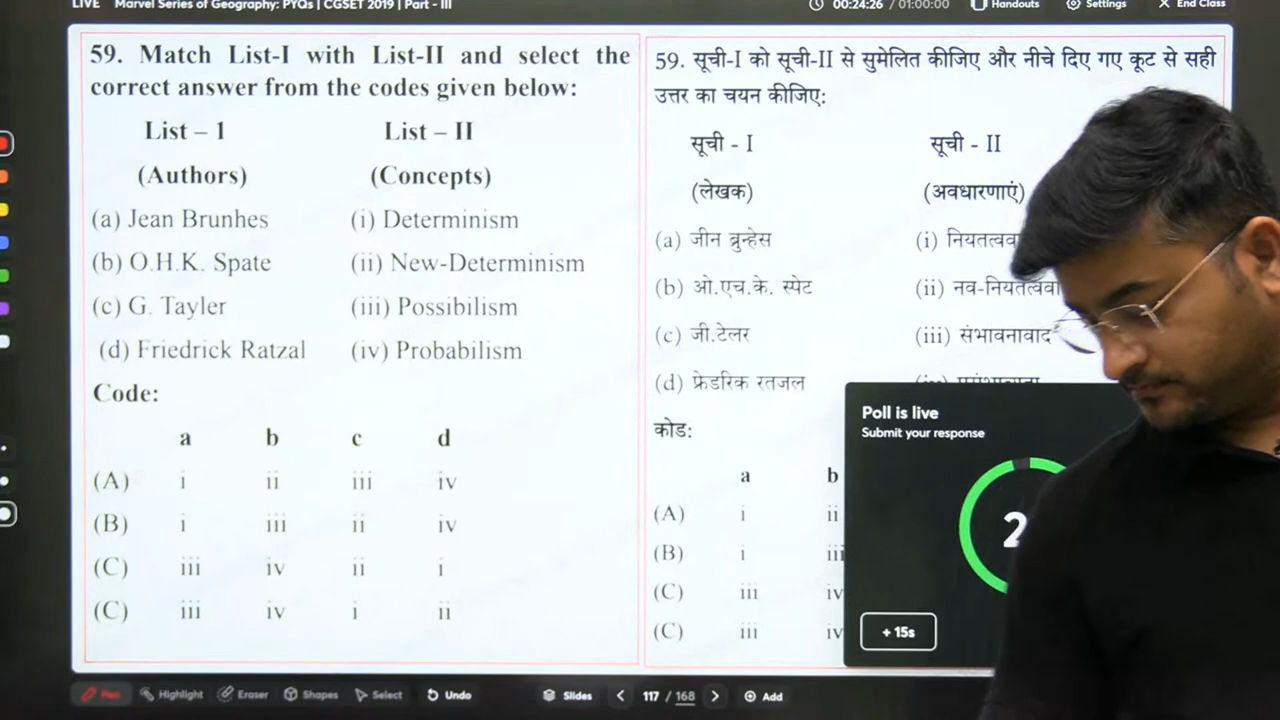 LIVE Marvel Series of Geography: PYQs | CGSET 2019 | Part - III
00:24:26 / 01:00:00 Handouts Settings End Class
59. Match List-I with List-II and select the
correct answer from the codes given below:
List – 1 List – II
(Authors) (Concepts)
(a) Jean Brunhes (i) Determinism
(b) O.H.K. Spate (ii) New-Determinism
(c) G. Tayler (iii) Possibilism
(d) Friedrick Ratzal (iv) Probabilism
Code:
a b c d
(A) i ii iii iv
(B) i iii ii iv
(C) iii iv ii i
(C) iii iv i ii
59. सूची-I को सूची-II से सुमेलित कीजिए और नीचे दिए गए कूट से सही
उत्तर का चयन कीजिए:
सूची - I सूची - II
(लेखक) (अवधारणाएं)
(a) जीन ब्रुन्हेस (i)
(b) ओ.एच.के. स्पेट (ii)
(c) जी.टेलर (iii) संभावनावाद
(d) फ्रेडरिक रतजल
कोड:
a b
(A) i ii
(B) i iii
(C) iii iv
(C) iii iv
Poll is live
Submit your response
2
+ 15s
Pen Highlight Eraser Shapes Select Undo Slides 117 / 168 Add